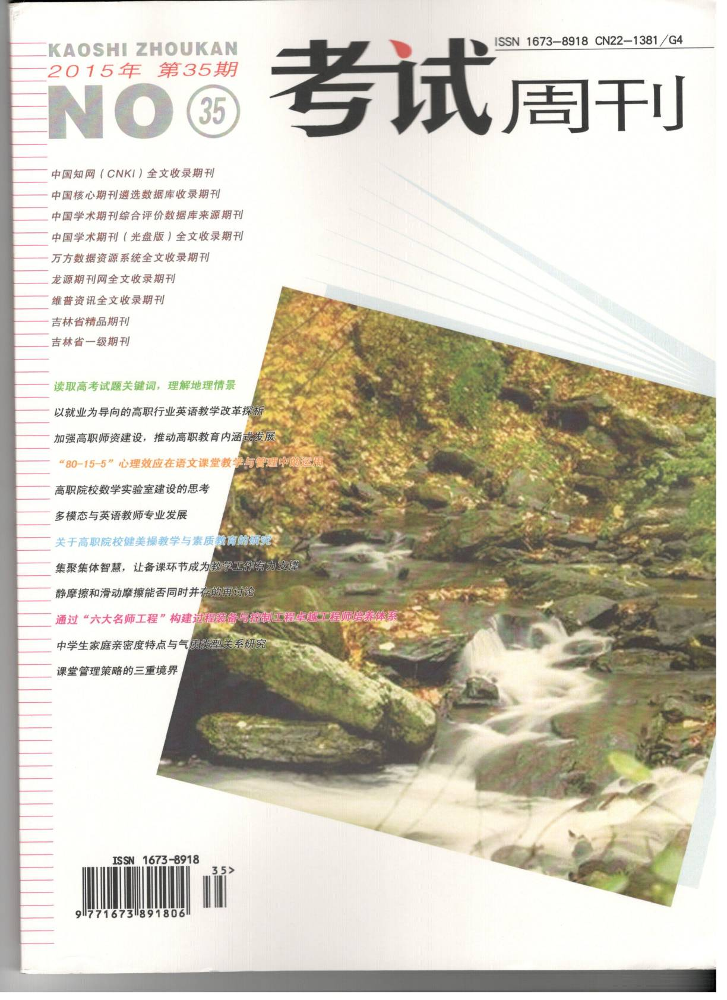 KAOSHI ZHOUKAN
2015年 第35期
NO 35
考试周刊
ISSN 1673-8918 CN22-1381/G4
中国知网(CNKI)全文收录期刊
中国核心期刊遴选数据库收录期刊
中国学术期刊综合评价数据库来源期刊
中国学术期刊(光盘版)全文收录期刊
万方数据资源系统全文收录期刊
龙源期刊网全文收录期刊
维普资讯全文收录期刊
吉林省精品期刊
吉林省一级期刊
读取高考试题关键词，理解地理情景
以就业为导向的高职行业英语教学改革探析
加强高职师资建设，推动高职教育内涵式发展
“80-15-5”心理效应在语文课堂教学与管理中的运用
高职院校数学实验室建设的思考
多模态与英语教师专业发展
关于高职院校健美操教学与素质教育的研究
集聚集体智慧，让备课环节成为教学工作有力支撑
静摩擦和滑动摩擦能否同时并存的再讨论
通过“六大名师工程”构建过程装备与控制工程卓越工程师培养体系
中学生家庭亲密度特点与气质类型关系研究
课堂管理策略的三重境界
ISSN 1673-8918
35>
9 771673 891806